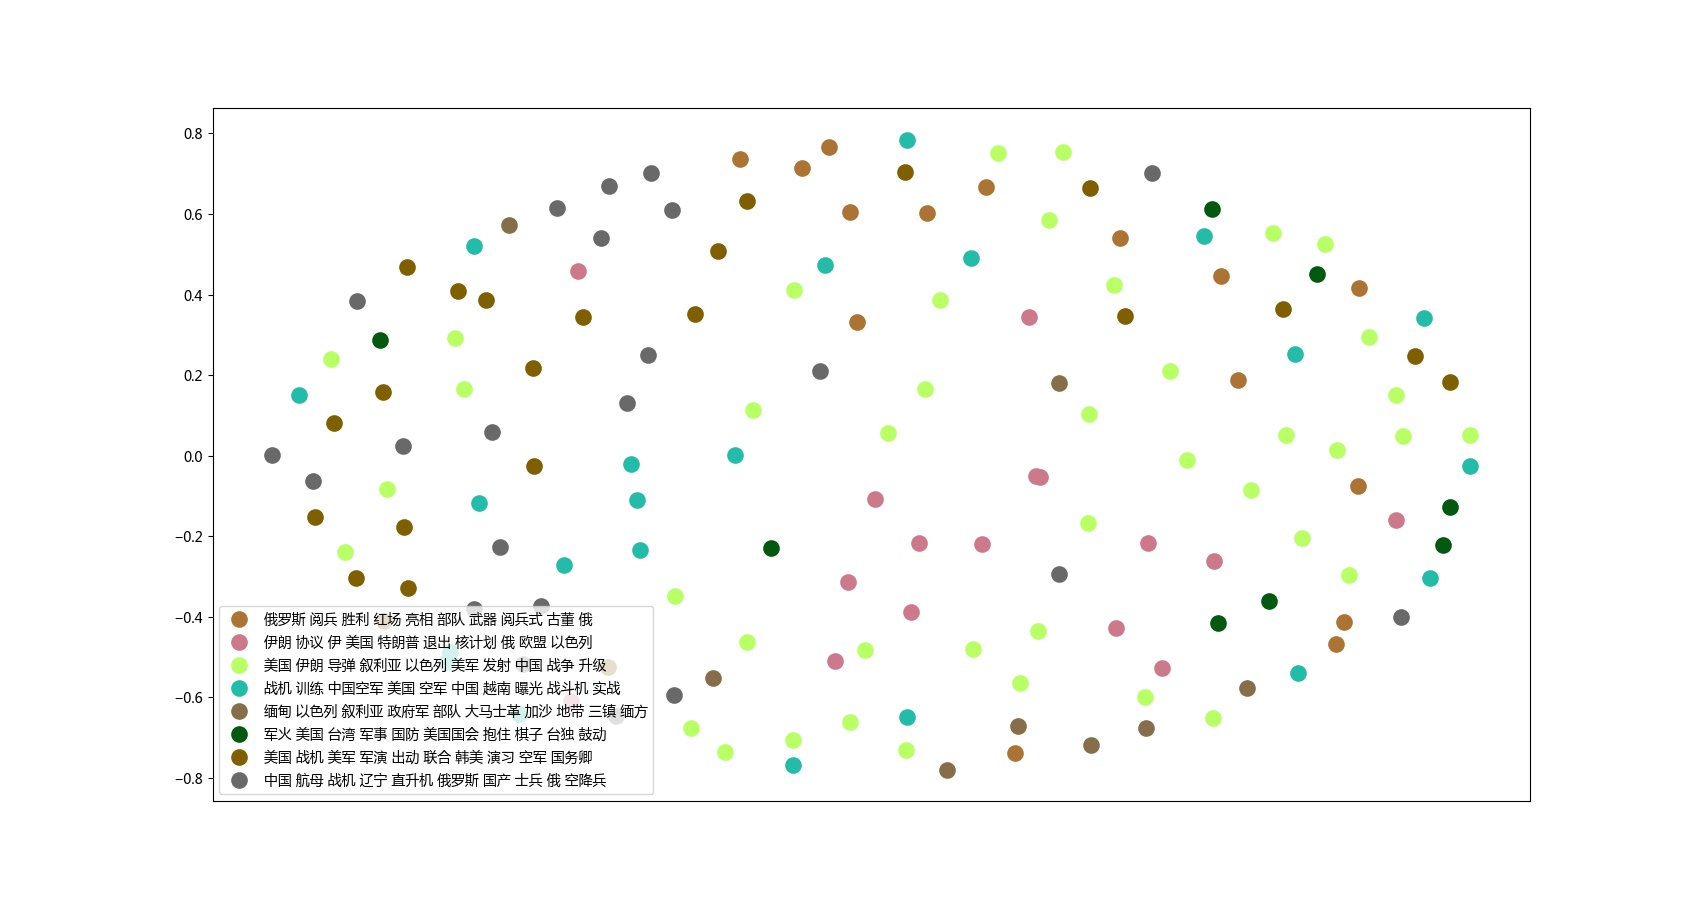 0.8
0.6
0.4
0.2
0.0
−0.2
−0.4
−0.6
−0.8
俄罗斯 阅兵 胜利 红场 亮相 部队 武器 阅兵式 古董 俄
伊朗 协议 伊 美国 特朗普 退出 核计划 俄 欧盟 以色列
美国 伊朗 导弹 叙利亚 以色列 美军 发射 中国 战争 升级
战机 训练 中国空军 美国 空军 中国 越南 曝光 战斗机 实战
缅甸 以色列 叙利亚 政府军 部队 大马士革 加沙 地带 三镇 缅方
军火 美国 台湾 军事 国防 美国国会 抱住 棋子 台独 鼓动
美国 战机 美军 军演 出动 联合 韩美 演习 空军 国务卿
中国 航母 战机 辽宁 直升机 俄罗斯 国产 士兵 俄 空降兵